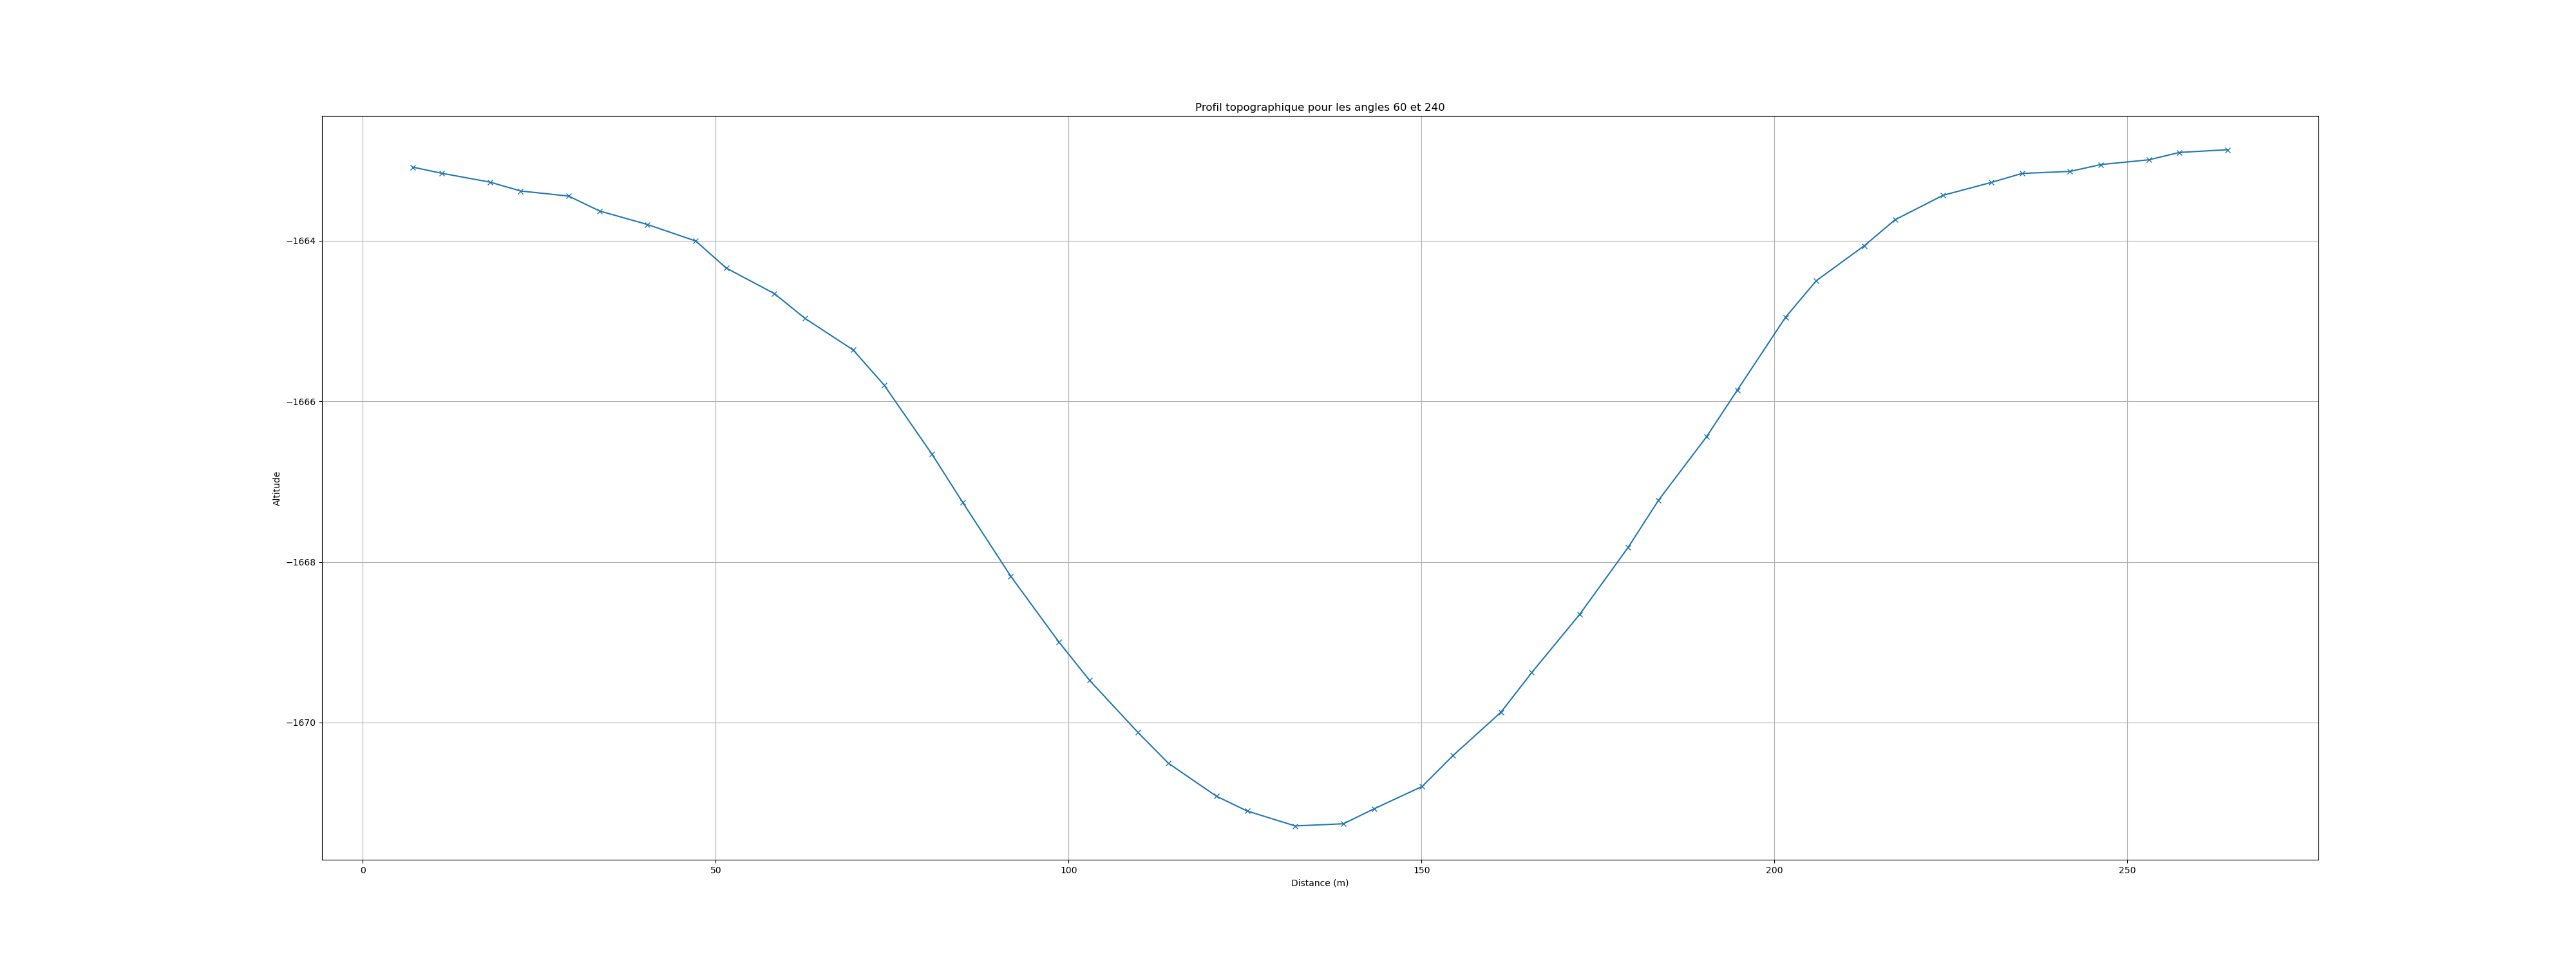 Profil topographique pour les angles 60 et 240
Altitude
−1664
−1666
−1668
−1670
0 50 100 150 200 250
Distance (m)